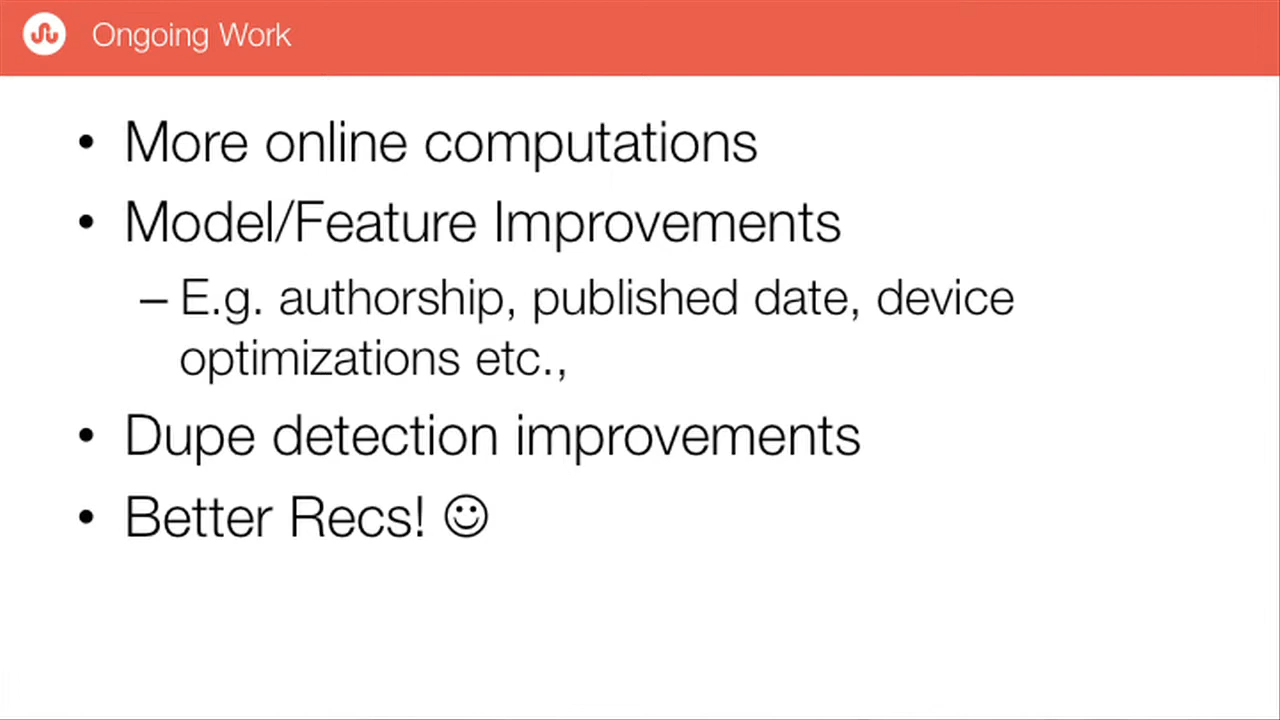 Ongoing Work
• More online computations
• Model/Feature Improvements
– E.g. authorship, published date, device
optimizations etc.,
• Dupe detection improvements
• Better Recs! ☺